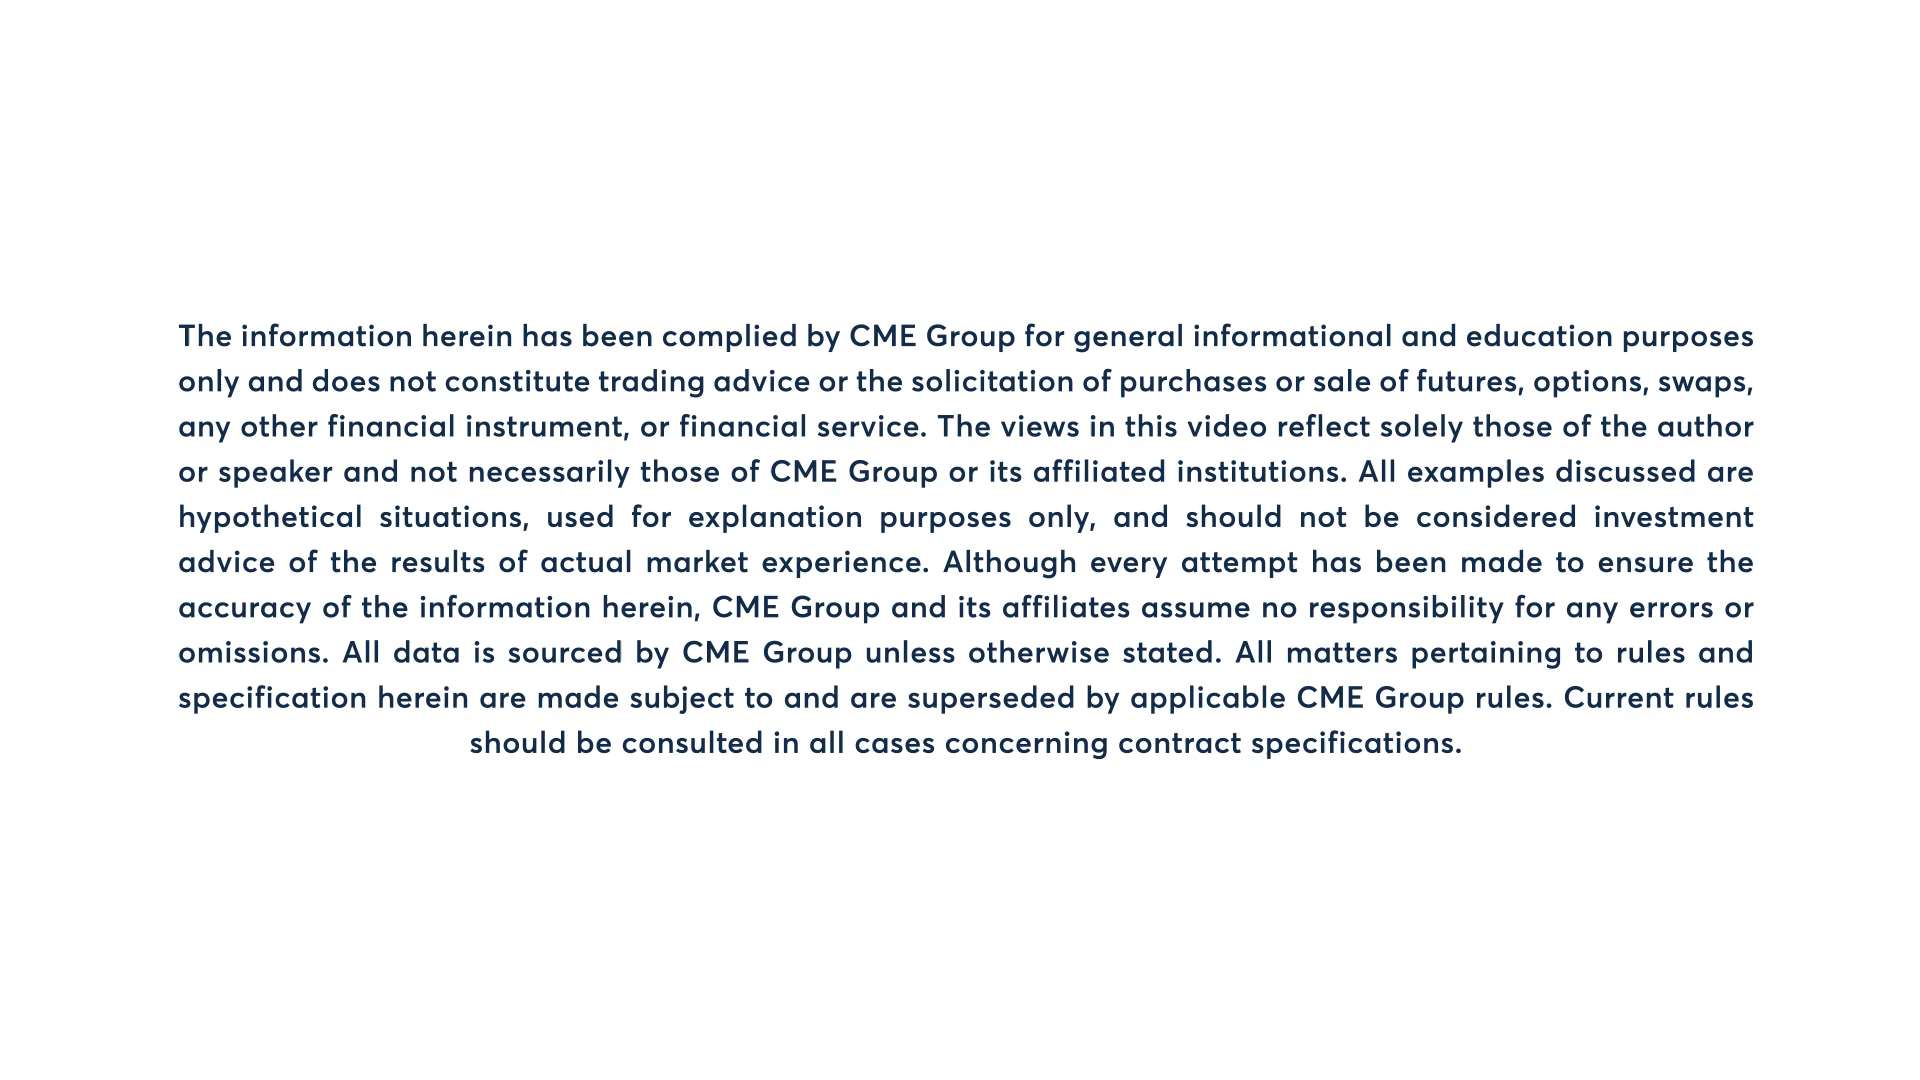 The information herein has been complied by CME Group for general informational and education purposes
only and does not constitute trading advice or the solicitation of purchases or sale of futures, options, swaps,
any other financial instrument, or financial service. The views in this video reflect solely those of the author
or speaker and not necessarily those of CME Group or its affiliated institutions. All examples discussed are
hypothetical situations, used for explanation purposes only, and should not be considered investment
advice of the results of actual market experience. Although every attempt has been made to ensure the
accuracy of the information herein, CME Group and its affiliates assume no responsibility for any errors or
omissions. All data is sourced by CME Group unless otherwise stated. All matters pertaining to rules and
specification herein are made subject to and are superseded by applicable CME Group rules. Current rules
should be consulted in all cases concerning contract specifications.